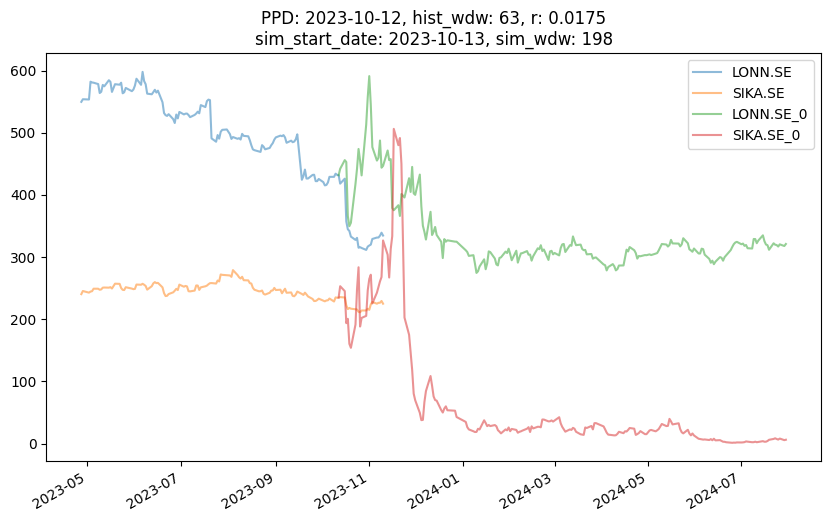 PPD: 2023-10-12, hist_wdw: 63, r: 0.0175
sim_start_date: 2023-10-13, sim_wdw: 198
LONN.SE
SIKA.SE
LONN.SE_0
SIKA.SE_0
600
500
400
300
200
100
0
2023-05
2023-07
2023-09
2023-11
2024-01
2024-03
2024-05
2024-07